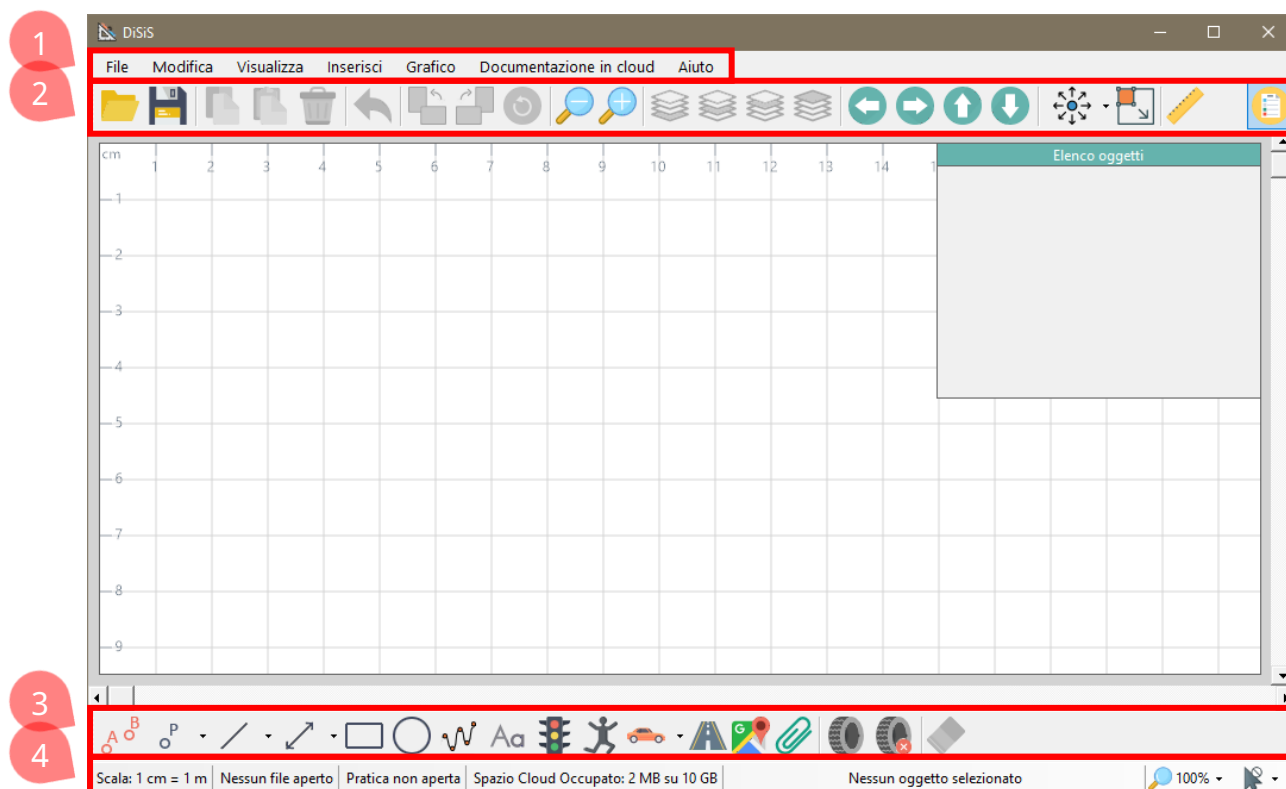 1
DiSiS
File Modifica Visualizza Inserisci Grafico Documentazione in cloud Aiuto
2
cm 1 2 3 4 5 6 7 8 9 10 11 12 13 14 1
Elenco oggetti
1
2
3
4
5
6
7
8
9
3
A B P Aa G
4
Scala: 1 cm = 1 m Nessun file aperto Pratica non aperta Spazio Cloud Occupato: 2 MB su 10 GB Nessun oggetto selezionato 100%